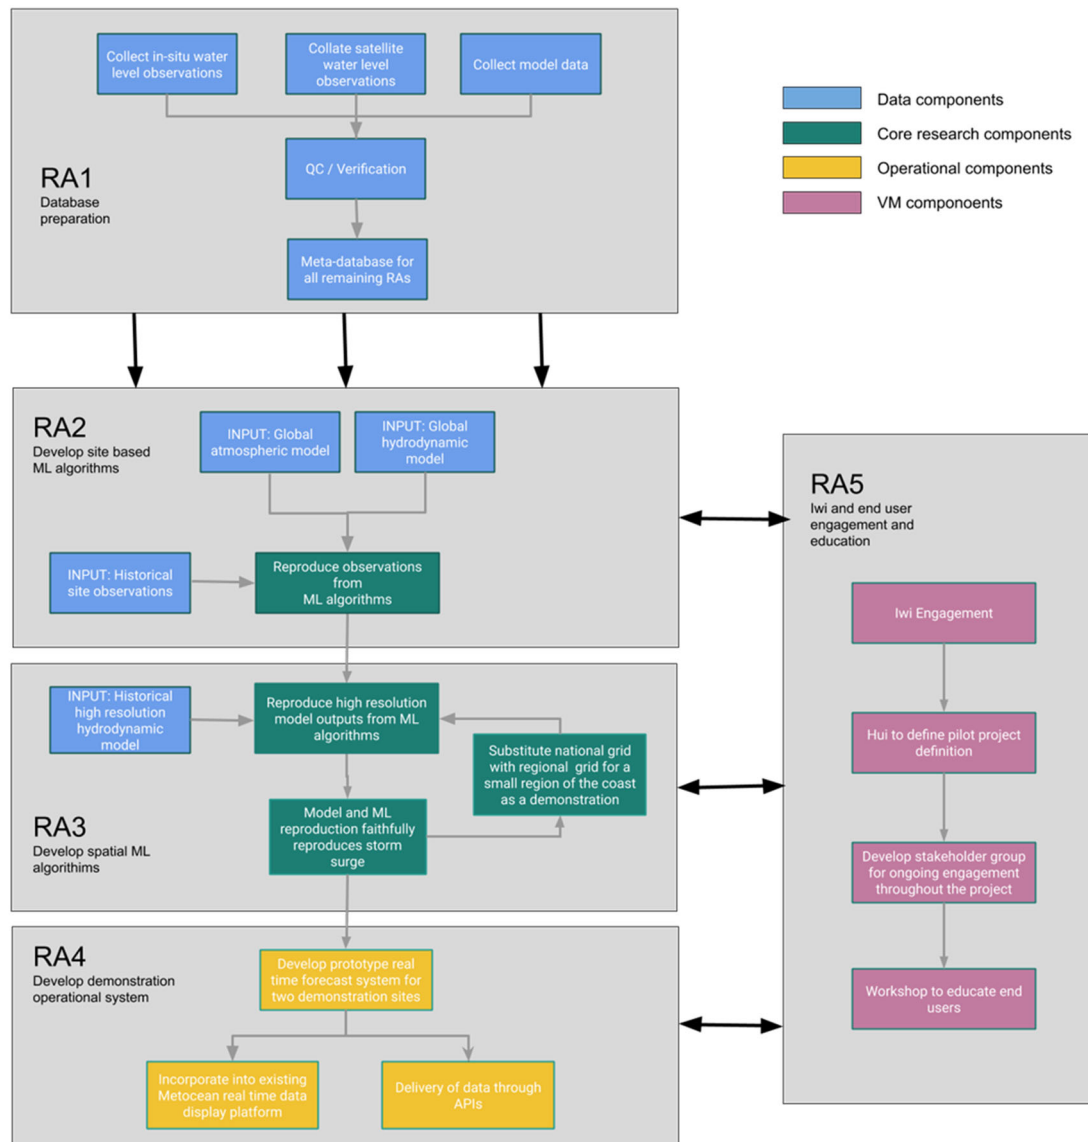 Collect in-situ water
level observations
Collate satellite
water level
observations
Collect model data
QC / Verification
RA1
Database
preparation
Meta-database for
all remaining RAs
Data components
Core research components
Operational components
VM componoents
RA2
Develop site based
ML algorithms
INPUT: Global
atmospheric model
INPUT: Global
hydrodynamic
model
INPUT: Historical
site observations
Reproduce observations
from
ML algorithms
INPUT: Historical
high resolution
hydrodynamic
model
Reproduce high resolution
model outputs from ML
algorithms
Substitute national grid
with regional  grid for a
small region of the coast
as a demonstration
RA3
Develop spatial ML
algorithims
Model and ML
reproduction faithfully
reproduces storm
surge
RA4
Develop demonstration
operational system
Develop prototype real
time forecast system for
two demonstration sites
Incorporate into existing
Metocean real time data
display platform
Delivery of data through
APIs
RA5
Iwi and end user
engagement and
education
Iwi Engagement
Hui to define pilot project
definition
Develop stakeholder group
for ongoing engagement
throughout the project
Workshop to educate end
users